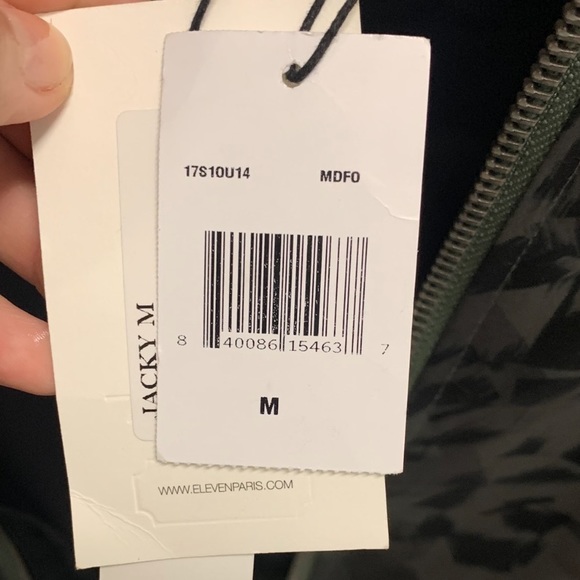 17S10U14 MDFO
8 40086 15463 7
M
JACKY M
WWW.ELEVENPARIS.COM